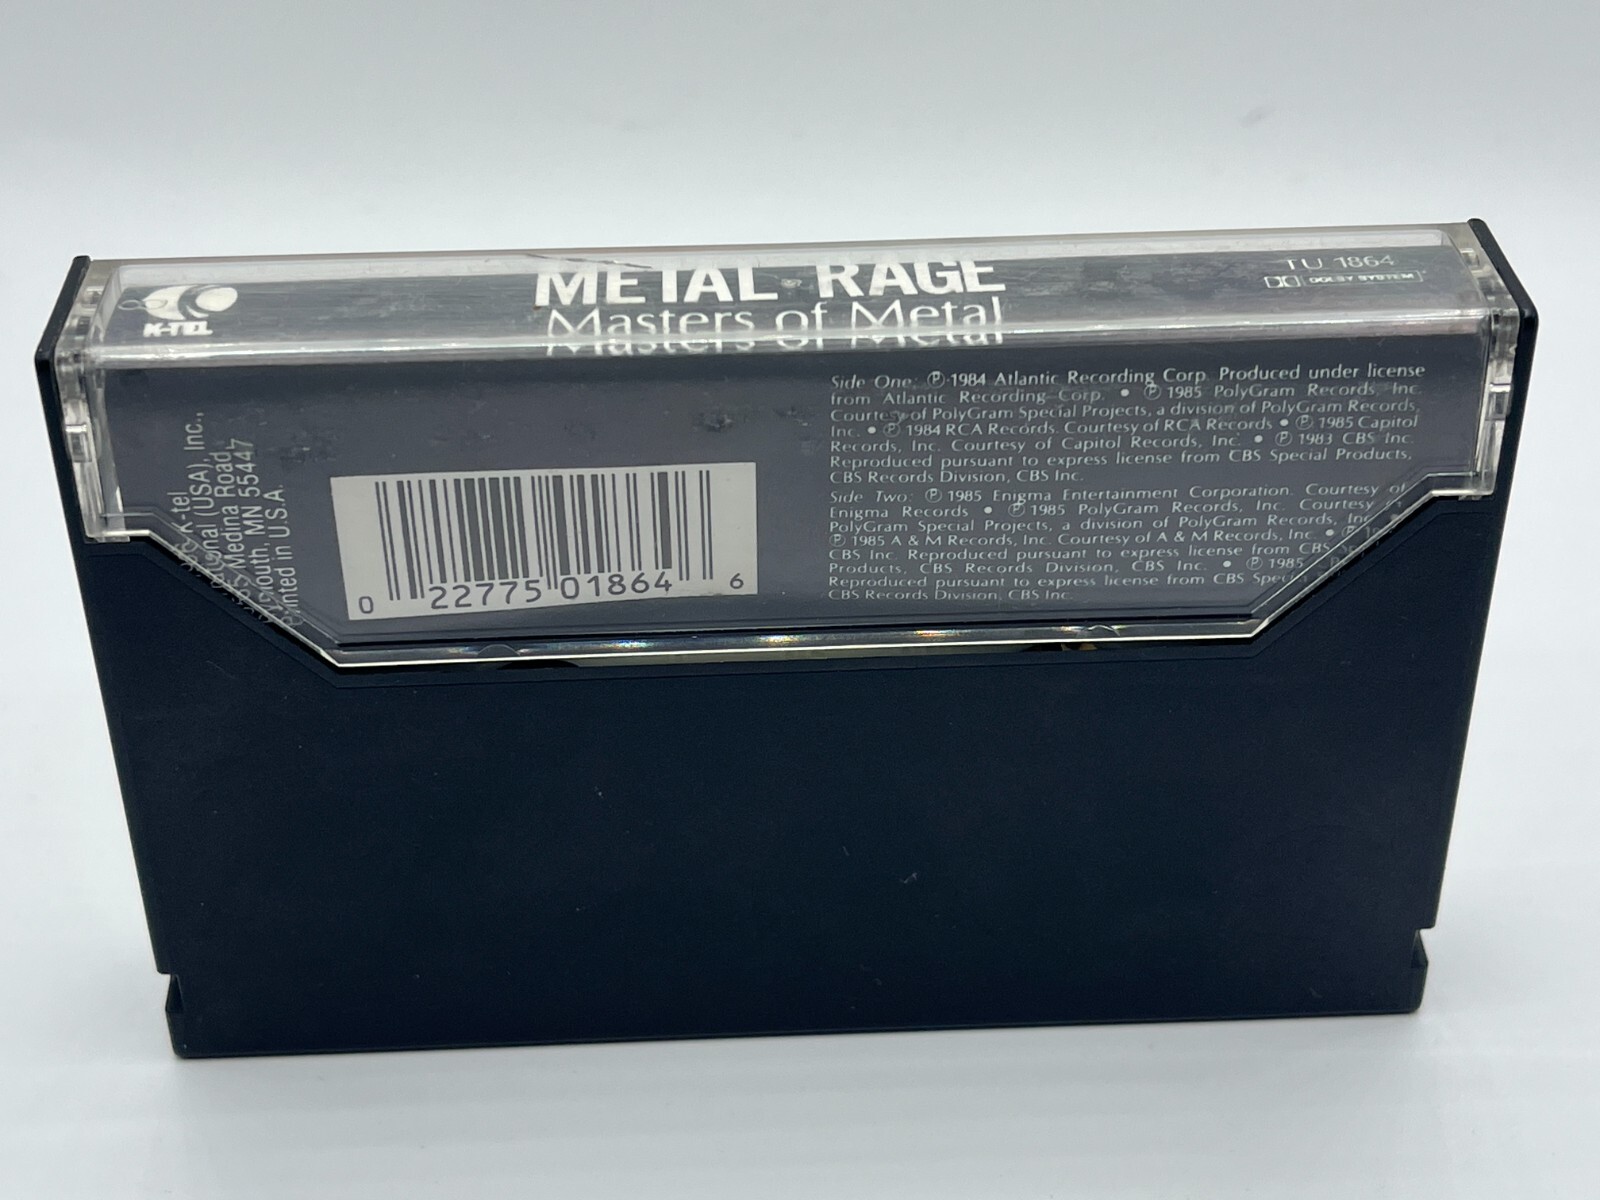 K-TEL
METAL RAGE
Masters of Metal
TU 1864
DOLBY SYSTEM
K-tel
(USA), Inc.,
Medina Road,
MN 55447
Printed in U.S.A.
0 22775 01864 6
Side One: ℗ 1984 Atlantic Recording Corp. Produced under license
from Atlantic Recording Corp. • ℗ 1985 PolyGram Records, Inc.
Courtesy of PolyGram Special Projects, a division of PolyGram Records,
Inc. • ℗ 1984 RCA Records. Courtesy of RCA Records • ℗ 1985 Capitol
Records, Inc. Courtesy of Capitol Records, Inc. • ℗ 1983 CBS Inc.
Reproduced pursuant to express license from CBS Special Products,
CBS Records Division, CBS Inc.
Side Two: ℗ 1985 Enigma Entertainment Corporation. Courtesy of
Enigma Records • ℗ 1985 PolyGram Records, Inc. Courtesy of
PolyGram Special Projects, a division of PolyGram Records, Inc. •
℗ 1985 A & M Records, Inc. Courtesy of A & M Records, Inc. • ℗
CBS Inc. Reproduced pursuant to express license from CBS
Products, CBS Records Division, CBS Inc. • ℗ 1985
Reproduced pursuant to express license from CBS
CBS Records Division, CBS Inc.